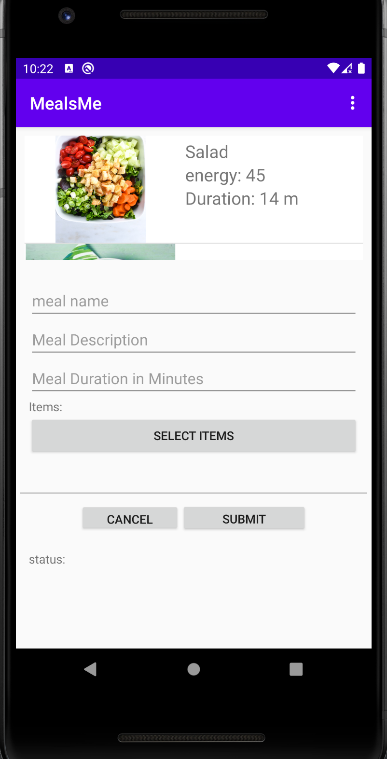 10:22
MealsMe
Salad
energy: 45
Duration: 14 m
meal name
Meal Description
Meal Duration in Minutes
Items:
SELECT ITEMS
CANCEL SUBMIT
status: